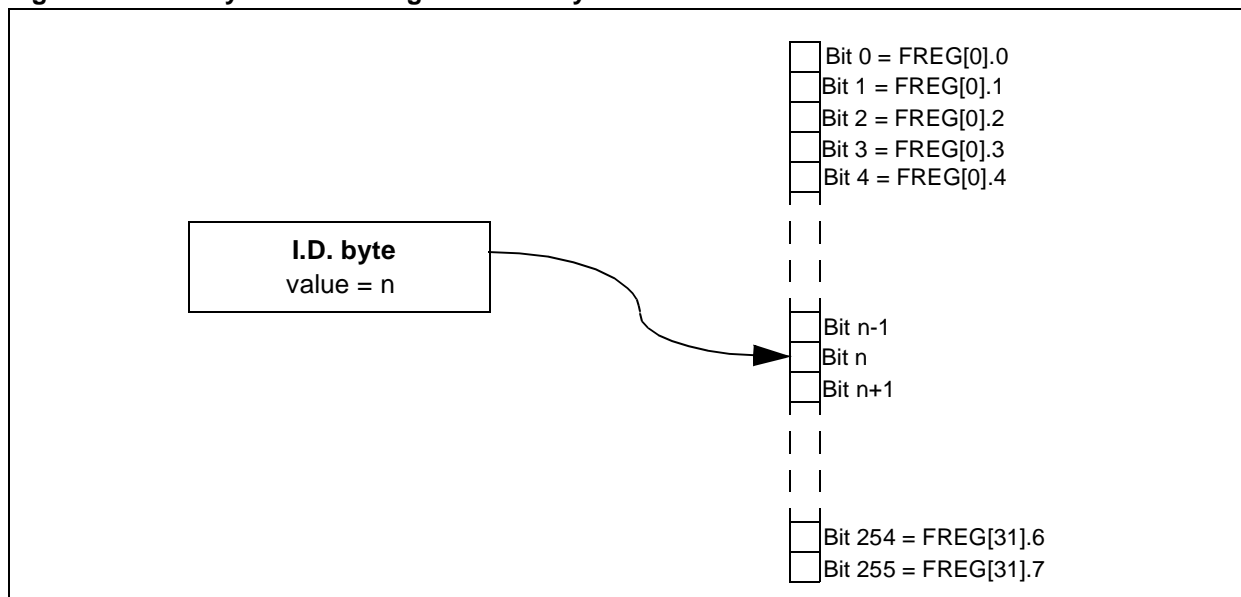 I.D. byte
value = n
Bit 0 = FREG[0].0
Bit 1 = FREG[0].1
Bit 2 = FREG[0].2
Bit 3 = FREG[0].3
Bit 4 = FREG[0].4
Bit n-1
Bit n
Bit n+1
Bit 254 = FREG[31].6
Bit 255 = FREG[31].7